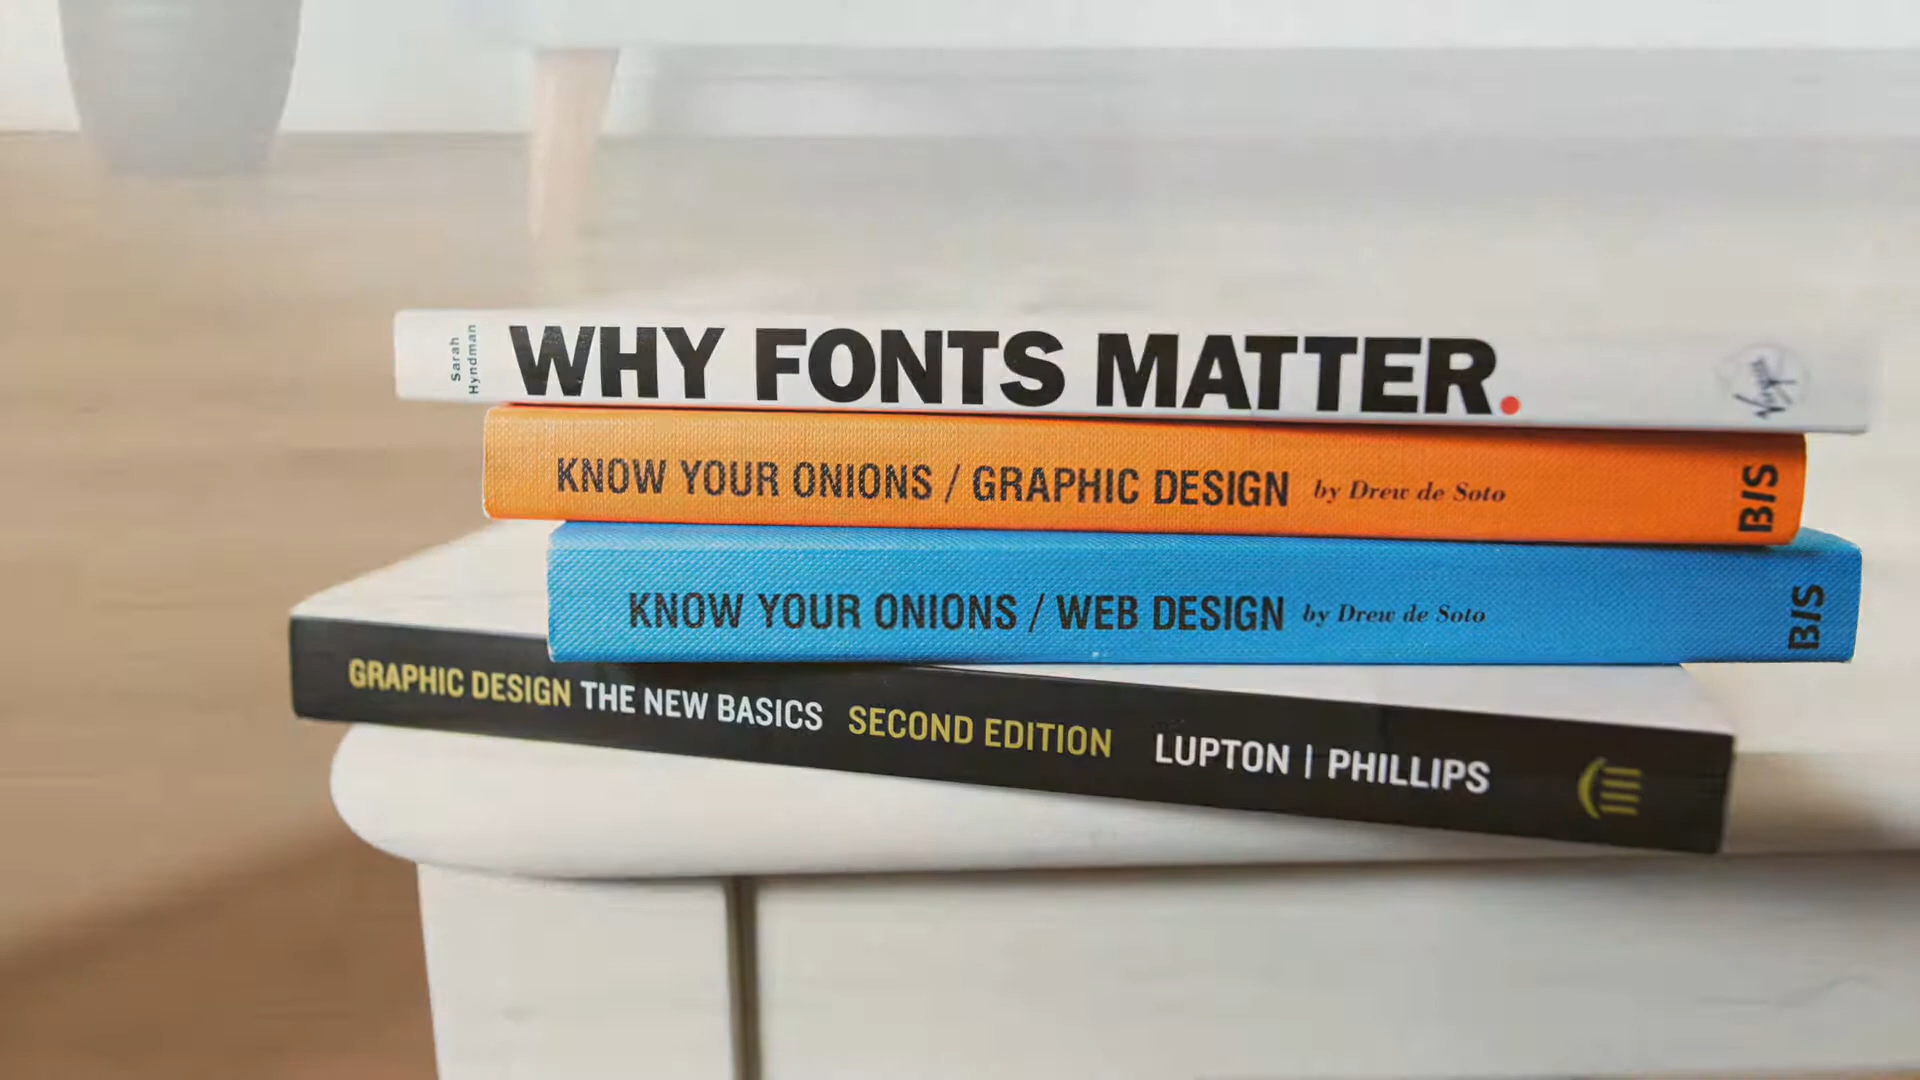 Sarah
Hyndman
WHY FONTS MATTER.
Virgin
KNOW YOUR ONIONS / GRAPHIC DESIGN by Drew de Soto
BIS
KNOW YOUR ONIONS / WEB DESIGN by Drew de Soto
BIS
GRAPHIC DESIGN THE NEW BASICS SECOND EDITION LUPTON | PHILLIPS